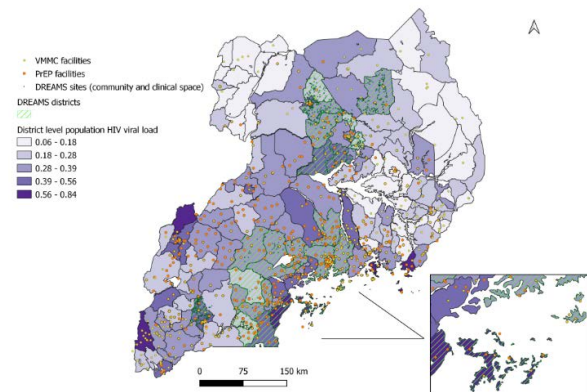 VMMC facilities
PrEP facilities
DREAMS sites (community and clinical space)
DREAMS districts
District level population HIV viral load
0.06 - 0.18
0.18 - 0.28
0.28 - 0.39
0.39 - 0.56
0.56 - 0.84
0 75 150 km